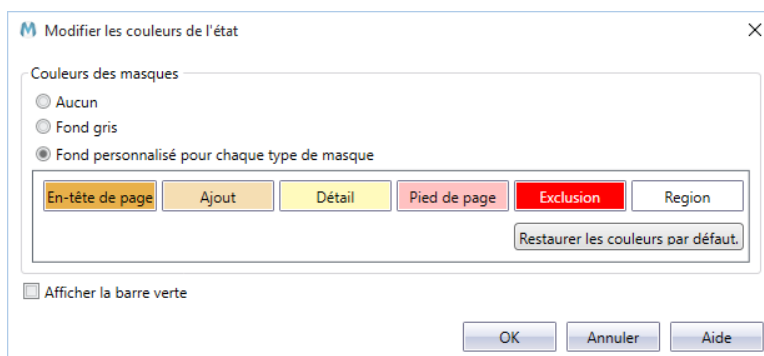 Modifier les couleurs de l'état
Couleurs des masques
Aucun
Fond gris
Fond personnalisé pour chaque type de masque
En-tête de page Ajout Détail Pied de page Exclusion Region
Restaurer les couleurs par défaut.
Afficher la barre verte
OK Annuler Aide